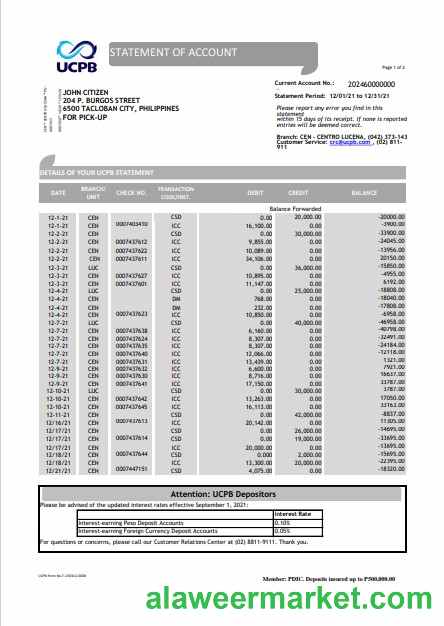 UCPB
STATEMENT OF ACCOUNT
Page 1 of 2
JOHN CITIZEN
204 P. BURGOS STREET
6500 TACLOBAN CITY, PHILIPPINES
FOR PICK-UP
Current Account No.: 202460000000
Statement Period: 12/01/21 to 12/31/21
Please report any error you find in this
statement
within 15 days of its receipt. If none is reported
entries will be deemed correct.
Branch: CEN - CENTRO LUCENA, (042) 373-143
Customer Service: crc@ucpb.com , (02) 811-
911
DETAILS OF YOUR UCPB STATEMENT
DATE BRANCH/UNIT CHECK NO. TRANSACTION CODE/INST. DEBIT CREDIT BALANCE
Balance Forwarded
12-1-21 CEN CSD 0.00 20,000.00 -20000.00
12-1-21 CEN 0007403410 ICC 16,100.00 0.00 -3900.00
12-2-21 CEN CSD 0.00 30,000.00 -33900.00
12-2-21 CEN 0007437612 ICC 9,855.00 0.00 -24045.00
12-2-21 CEN 0007437622 ICC 10,089.00 0.00 -13956.00
12-2-21 CEN 0007437611 ICC 34,106.00 0.00 20150.00
12-3-21 LUC CSD 0.00 36,000.00 -15850.00
12-3-21 CEN 0007437627 ICC 10,895.00 0.00 -4955.00
12-3-21 CEN 0007437601 ICC 11,147.00 0.00 6192.00
12-4-21 LUC CSD 0.00 25,000.00 -18808.00
12-4-21 CEN DM 768.00 0.00 -18040.00
12-4-21 CEN DM 232.00 0.00 -17808.00
12-4-21 CEN 0007437623 ICC 10,850.00 0.00 -6958.00
12-7-21 LUC CSD 0.00 40,000.00 -46958.00
12-7-21 CEN 0007437638 ICC 6,160.00 0.00 -40798.00
12-7-21 CEN 0007437624 ICC 8,307.00 0.00 -32491.00
12-7-21 CEN 0007437635 ICC 8,307.00 0.00 -24184.00
12-7-21 CEN 0007437640 ICC 12,066.00 0.00 -12118.00
12-7-21 CEN 0007437631 ICC 13,439.00 0.00 1321.00
12-9-21 CEN 0007437632 ICC 6,600.00 0.00 7921.00
12-9-21 CEN 0007437630 ICC 8,716.00 0.00 16637.00
12-9-21 CEN 0007437641 ICC 17,150.00 0.00 33787.00
12-10-21 LUC CSD 0.00 30,000.00 3787.00
12-10-21 CEN 0007437642 ICC 13,263.00 0.00 17050.00
12-10-21 CEN 0007437645 ICC 16,113.00 0.00 33163.00
12-11-21 CEN CSD 0.00 42,000.00 -8837.00
12/16/21 CEN 0007437613 ICC 20,142.00 0.00 11305.00
12/17/21 CEN CSD 0.00 26,000.00 -14695.00
12/17/21 CEN 0007437614 CSD 0.00 19,000.00 -33695.00
12/17/21 CEN ICC 20,000.00 0.00 -13695.00
12/18/21 CEN 0007437644 CSD 0.000 2,000.00 -15695.00
12/18/21 CEN ICC 13,300.00 20,000.00 -22395.00
12/21/21 CEN 0007447151 CSD 4,075.00 0.00 -18320.00
Attention: UCPB Depositors
Please be advised of the updated interest rates effective September 1, 2021:
Interest Rate
Interest-earning Peso Deposit Accounts 0.10%
Interest-earning Foreign Currency Deposit Accounts 0.05%
For questions or concerns, please call our Customer Relations Center at (02) 8811-9111. Thank you.
Member: PDIC. Deposits insured up to P500,000.00
alaweermarket.com